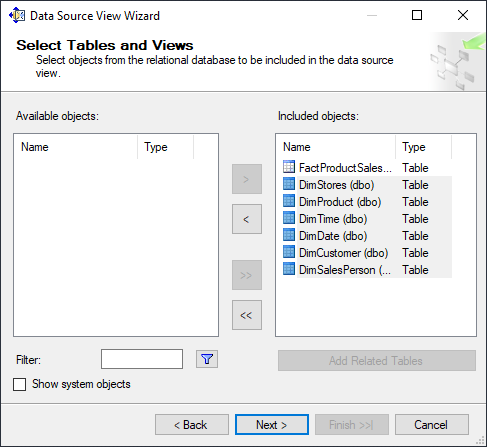 Data Source View Wizard
Select Tables and Views
Select objects from the relational database to be included in the data source
view.
Available objects:
Included objects:
Name Type
Name Type
FactProductSales... Table
DimStores (dbo) Table
DimProduct (dbo) Table
DimTime (dbo) Table
DimDate (dbo) Table
DimCustomer (dbo) Table
DimSalesPerson (... Table
>
<
>>
<<
Filter:
Add Related Tables
Show system objects
< Back Next > Finish >>| Cancel